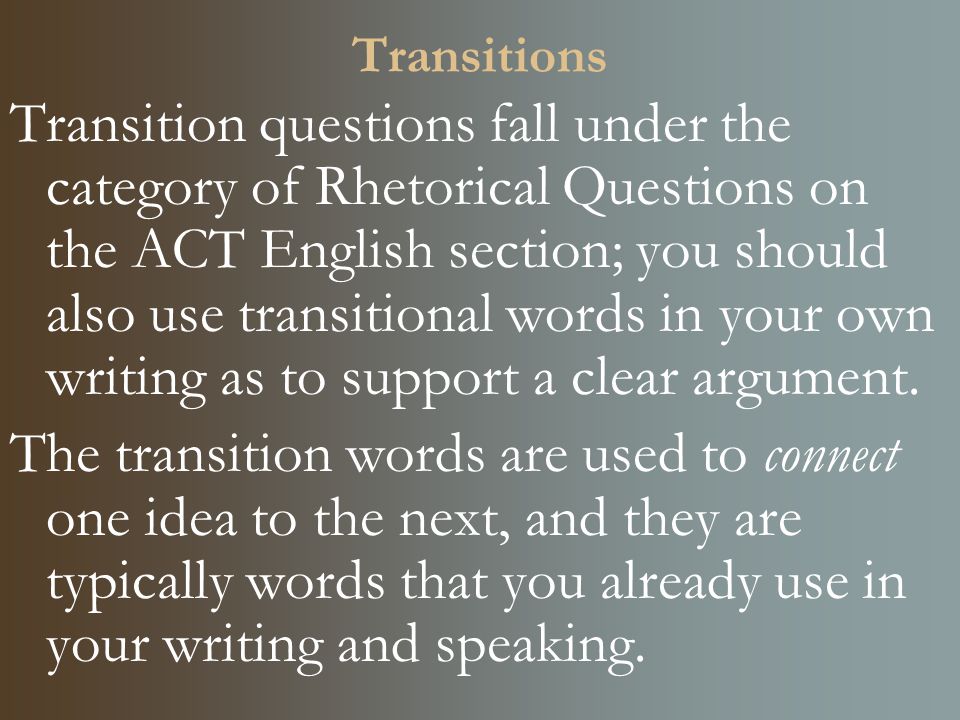 Transitions
Transition questions fall under the
category of Rhetorical Questions on
the ACT English section; you should
also use transitional words in your own
writing as to support a clear argument.
The transition words are used to connect
one idea to the next, and they are
typically words that you already use in
your writing and speaking.